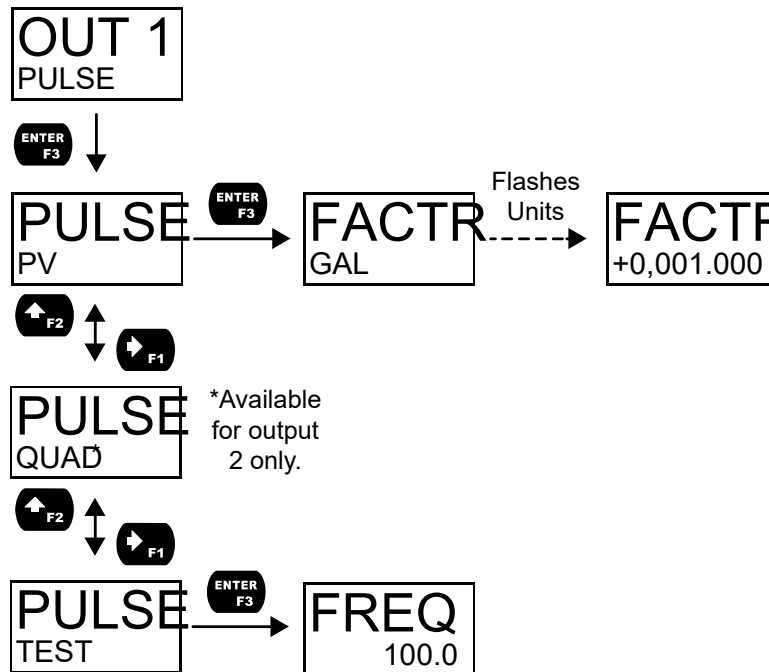 OUT 1
PULSE
ENTER
F3
PULSE
PV
ENTER
F3
FACTR
GAL
Flashes
Units
FACTR
+0,001.000
F2
F1
PULSE
QUAD*
*Available
for output
2 only.
F2
F1
PULSE
TEST
ENTER
F3
FREQ
100.0